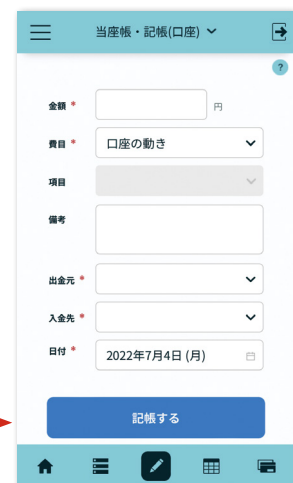 当座帳・記帳(口座)
?
金額 *
円
費目 *
口座の動き
項目
備考
出金元 *
入金先 *
日付 *
2022年7月4日 (月)
記帳する